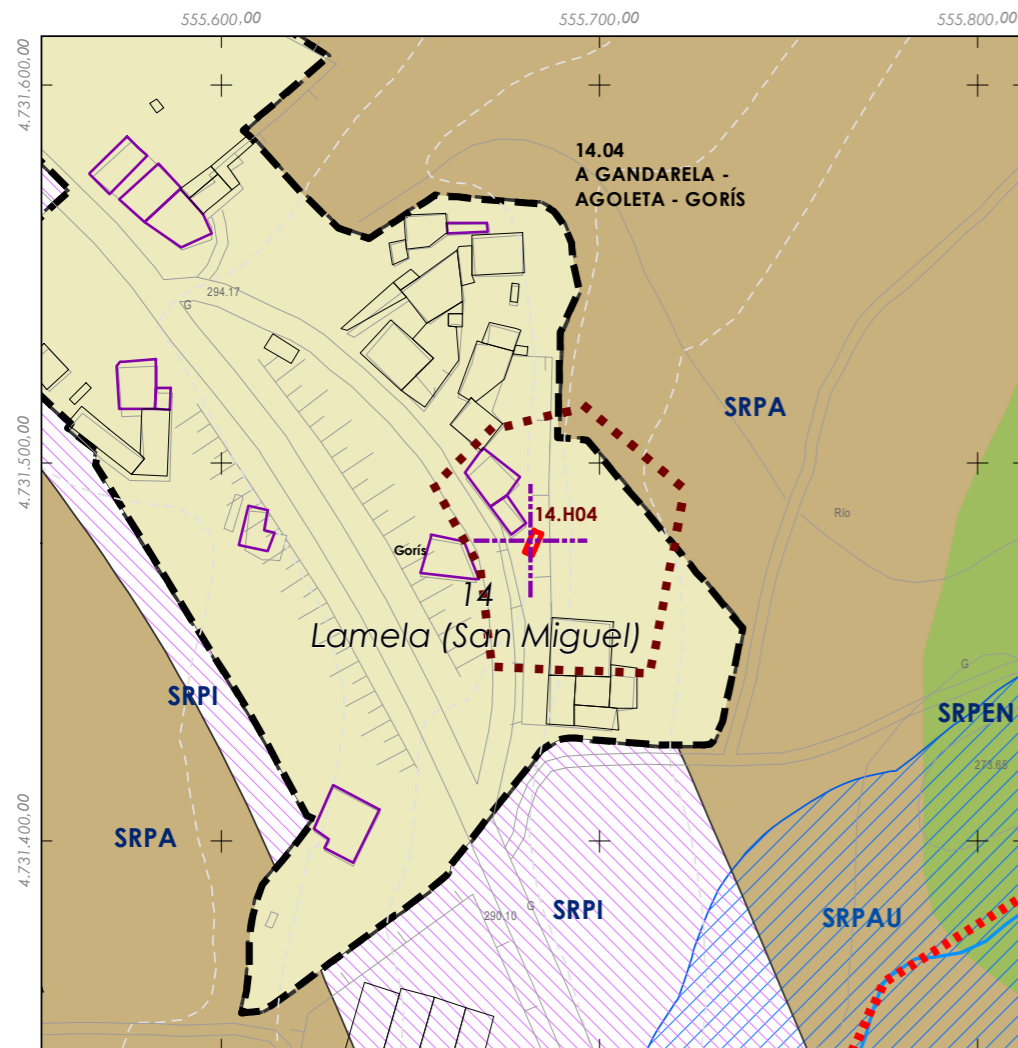 555.600,00
555.700,00
555.800,00
4.731.600,00
14.04
A GANDARELA -
AGOLETA - GORÍS
294.17
G
SRPA
4.731.500,00
14.H04
Río
Gorís
14
Lamela (San Miguel)
G
SRPI
SRPEN
273.65
4.731.400,00
SRPA
G
290.10
SRPI
SRPAU